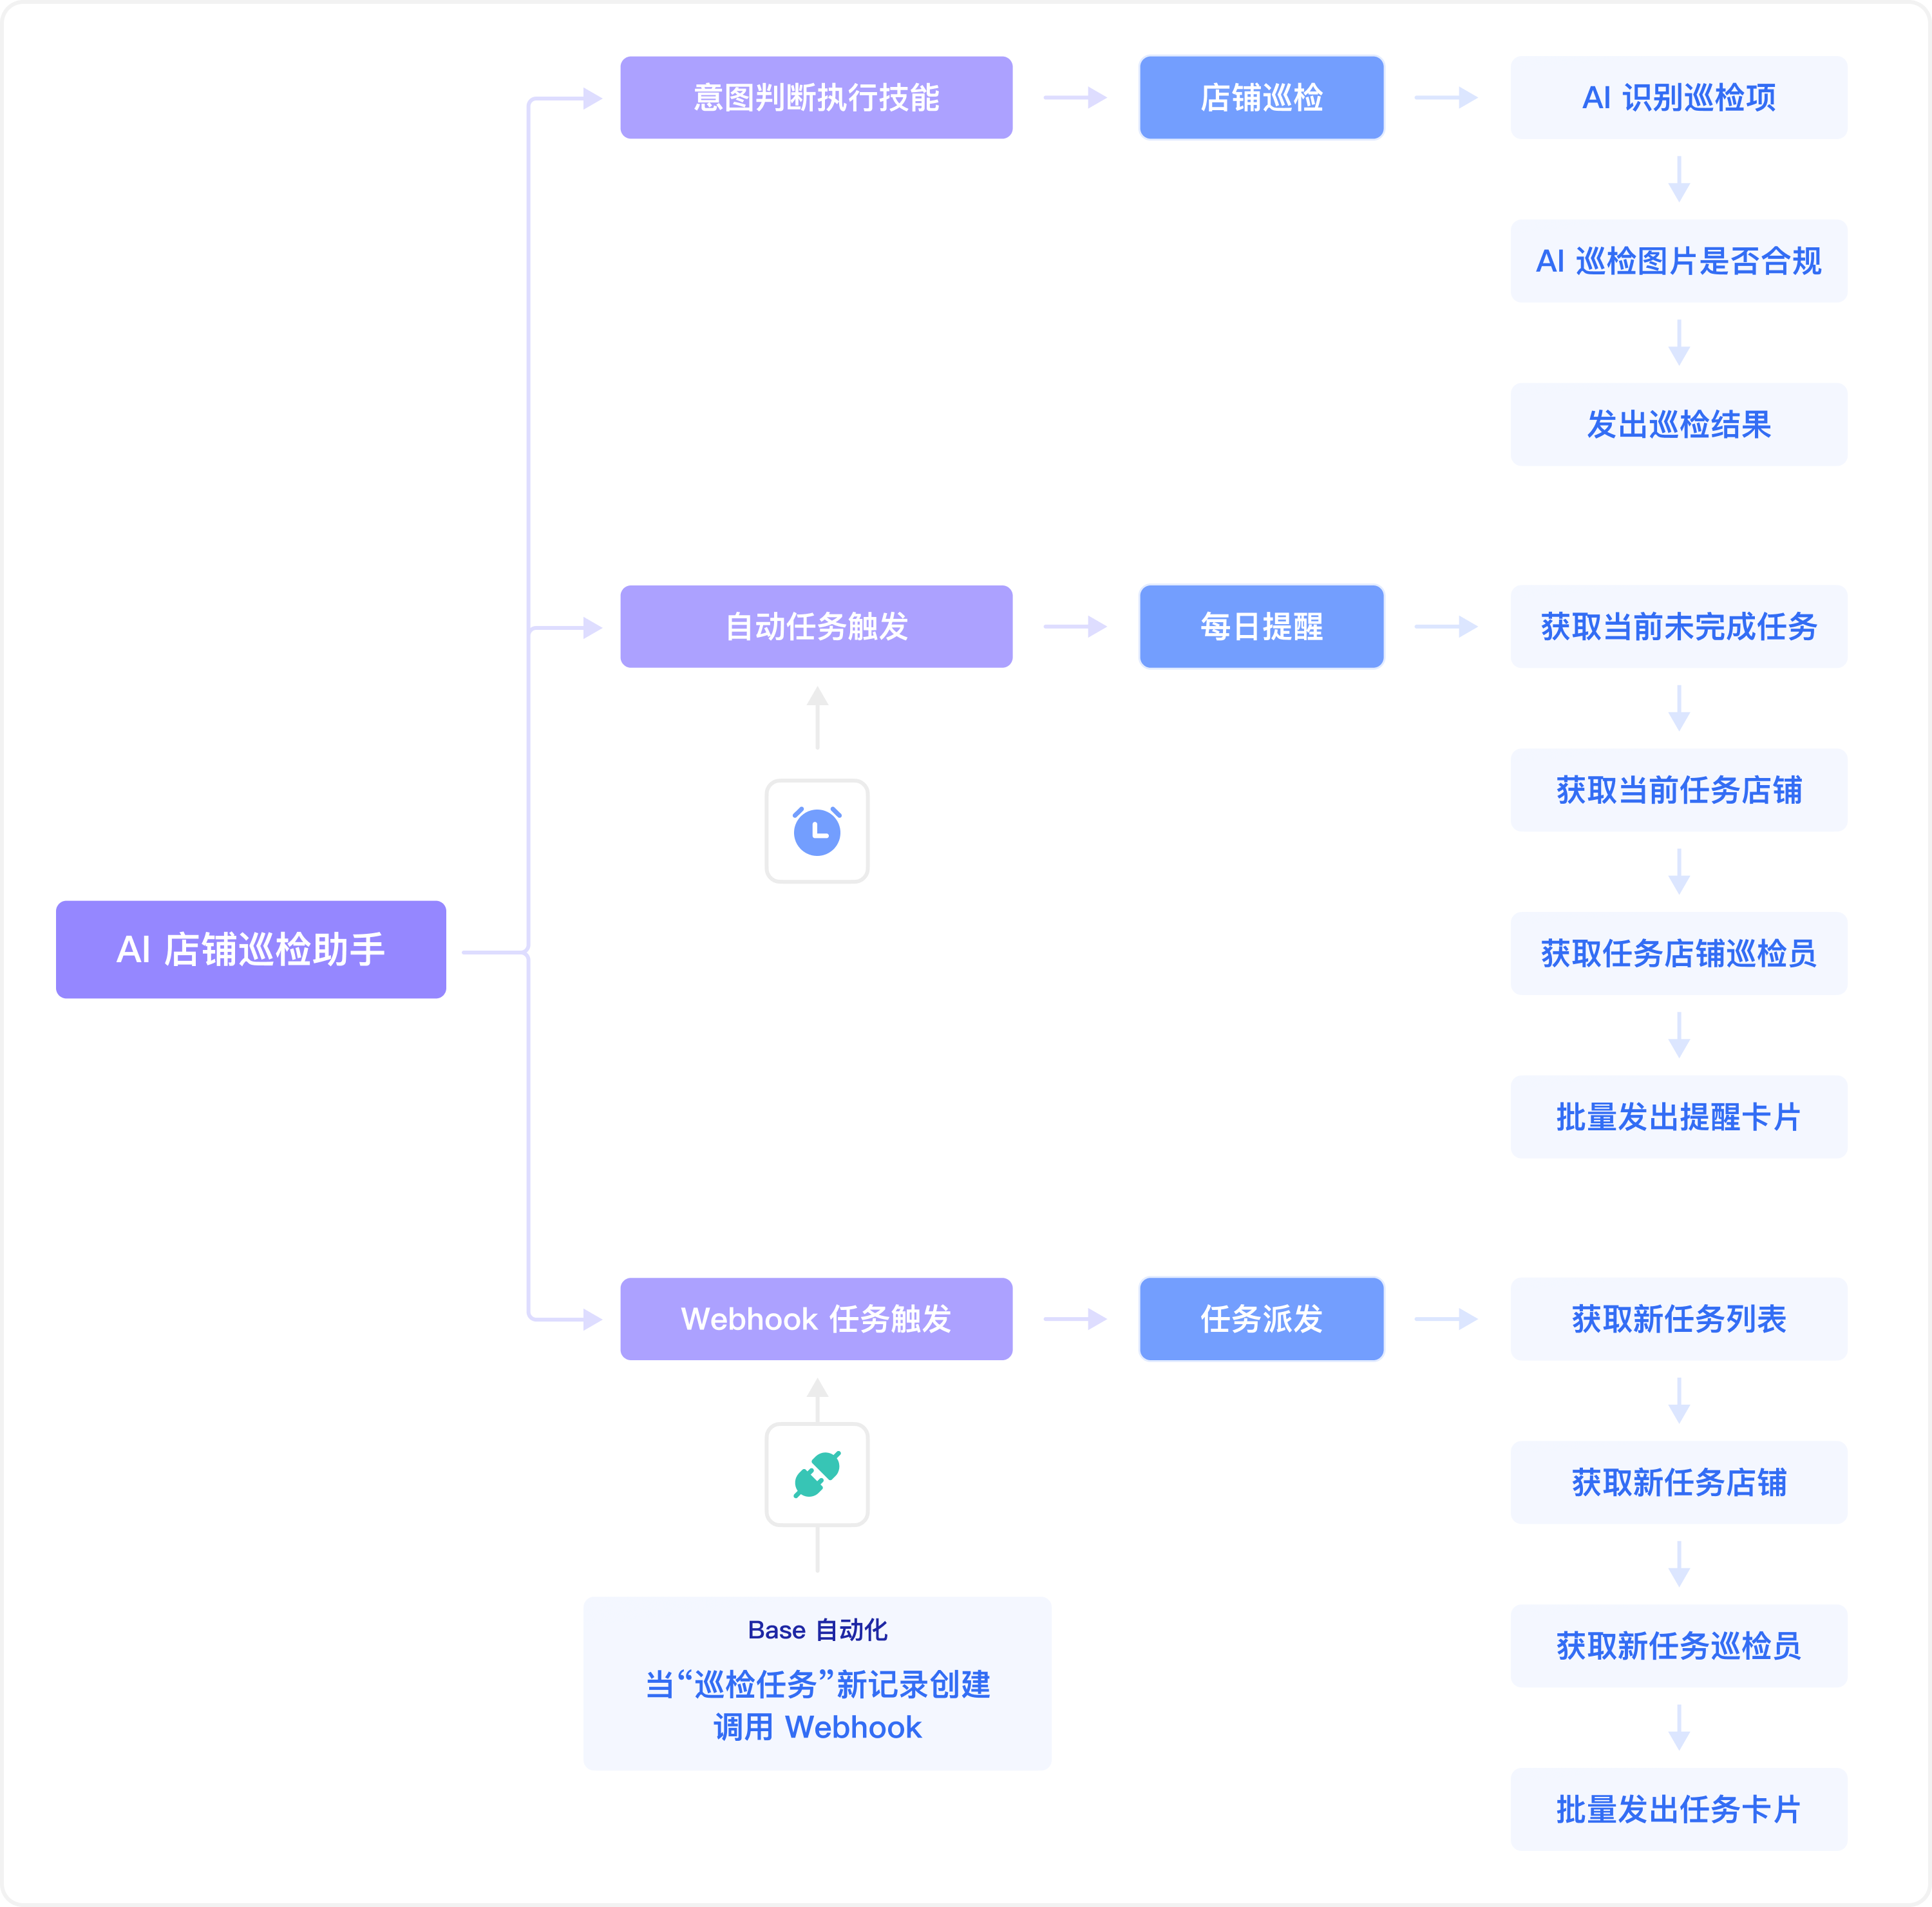 意图判断执行技能
店铺巡检
AI 识别巡检项
AI 巡检图片是否合规
发出巡检结果
自动任务触发
每日提醒
获取当前未完成任务
获取当前任务店铺
AI 店铺巡检助手
获取任务店铺巡检员
批量发出提醒卡片
Webhook 任务触发
任务派发
获取新任务列表
获取新任务店铺
获取新任务巡检员
批量发出任务卡片
Base 自动化
当“巡检任务”新记录创建
调用 Webhook